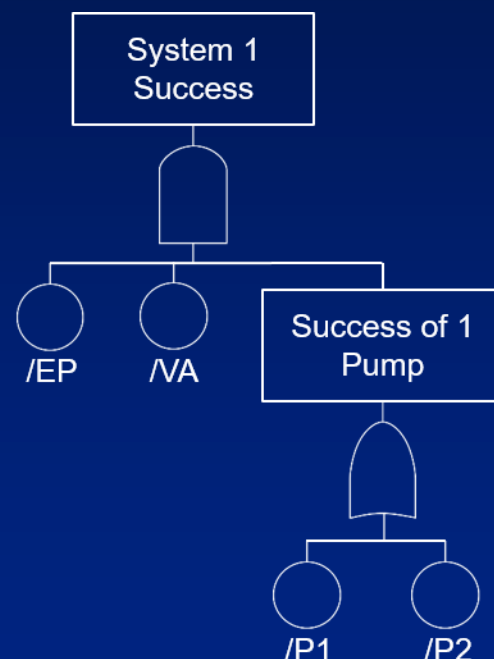 System 1
Success
/EP
/VA
Success of 1
Pump
/P1
/P2